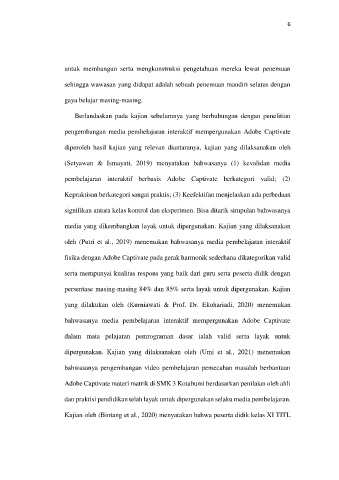 6
untuk membangun serta mengkonstruksi pengetahuan mereka lewat penemuan
sehingga wawasan yang didapat adalah sebuah penemuan mandiri selaras dengan
gaya belajar masing-masing.
Berlandaskan pada kajian sebelumnya yang berhubungan dengan penelitian
pengembangan media pembelajaran interaktif mempergunakan Adobe Captivate
diperoleh hasil kajian yang relevan diantaranya, kajian yang dilaksanakan oleh
(Setyawan & Ismayati, 2019) menyatakan bahwasanya (1) kevalidan media
pembelajaran interaktif berbasis Adobe Captivate berkategori valid; (2)
Kepraktisan berkategori sangat praktis; (3) Keefektifan menjelaskan ada perbedaan
signifikan antara kelas kontrol dan eksperimen. Bisa ditarik simpulan bahwasanya
media yang dikembangkan layak untuk dipergunakan. Kajian yang dilaksanakan
oleh (Putri et al., 2019) menemukan bahwasanya media pembelajaran interaktif
fisika dengan Adobe Captivate pada gerak harmonik sederhana dikategorikan valid
serta mempunyai kualitas respons yang baik dari guru serta peserta didik dengan
persentase masing-masing 84% dan 85% serta layak untuk dipergunakan. Kajian
yang dilakukan oleh (Kurniawati & Prof. Dr. Ekohariadi, 2020) menemukan
bahwasanya media pembelajaran interaktif mempergunakan Adobe Captivate
dalam mata pelajaran pemrograman dasar ialah valid serta layak untuk
dipergunakan. Kajian yang dilaksanakan oleh (Umi et al., 2021) menemukan
bahwasanya pengembangan video pembelajaran pemecahan masalah berbantuan
Adobe Captivate materi matrik di SMK 3 Kotabumi berdasarkan penilaian oleh ahli
dan praktisi pendidikan telah layak untuk dipergunakan selaku media pembelajaran.
Kajian oleh (Bintang et al., 2020) menyatakan bahwa peserta didik kelas XI TITL